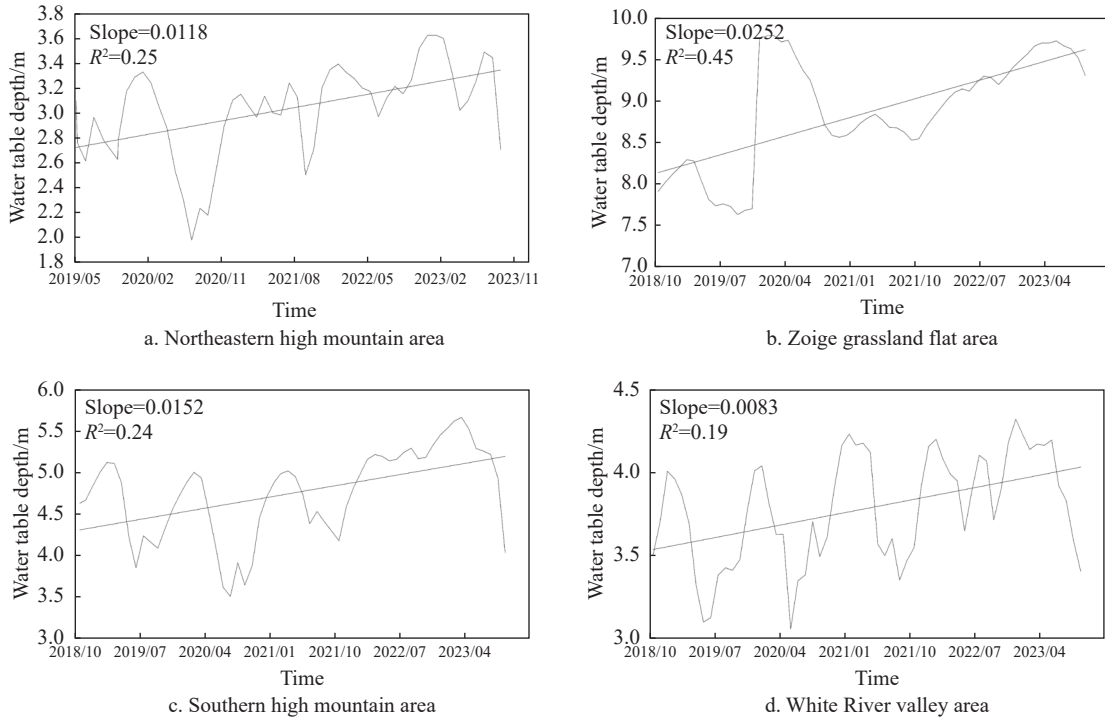 3.8
3.6
3.4
3.2
3.0
2.8
2.6
2.4
2.2
2.0
1.8
Water table depth/m
Slope=0.0118
R²=0.25
2019/05 2020/02 2020/11 2021/08 2022/05 2023/02 2023/11
Time
a. Northeastern high mountain area
10.0
9.5
9.0
8.5
8.0
7.5
7.0
Water table depth/m
Slope=0.0252
R²=0.45
2018/10 2019/07 2020/04 2021/01 2021/10 2022/07 2023/04
Time
b. Zoige grassland flat area
6.0
5.5
5.0
4.5
4.0
3.5
3.0
Water table depth/m
Slope=0.0152
R²=0.24
2018/10 2019/07 2020/04 2021/01 2021/10 2022/07 2023/04
Time
c. Southern high mountain area
4.5
4.0
3.5
3.0
Water table depth/m
Slope=0.0083
R²=0.19
2018/10 2019/07 2020/04 2021/01 2021/10 2022/07 2023/04
Time
d. White River valley area